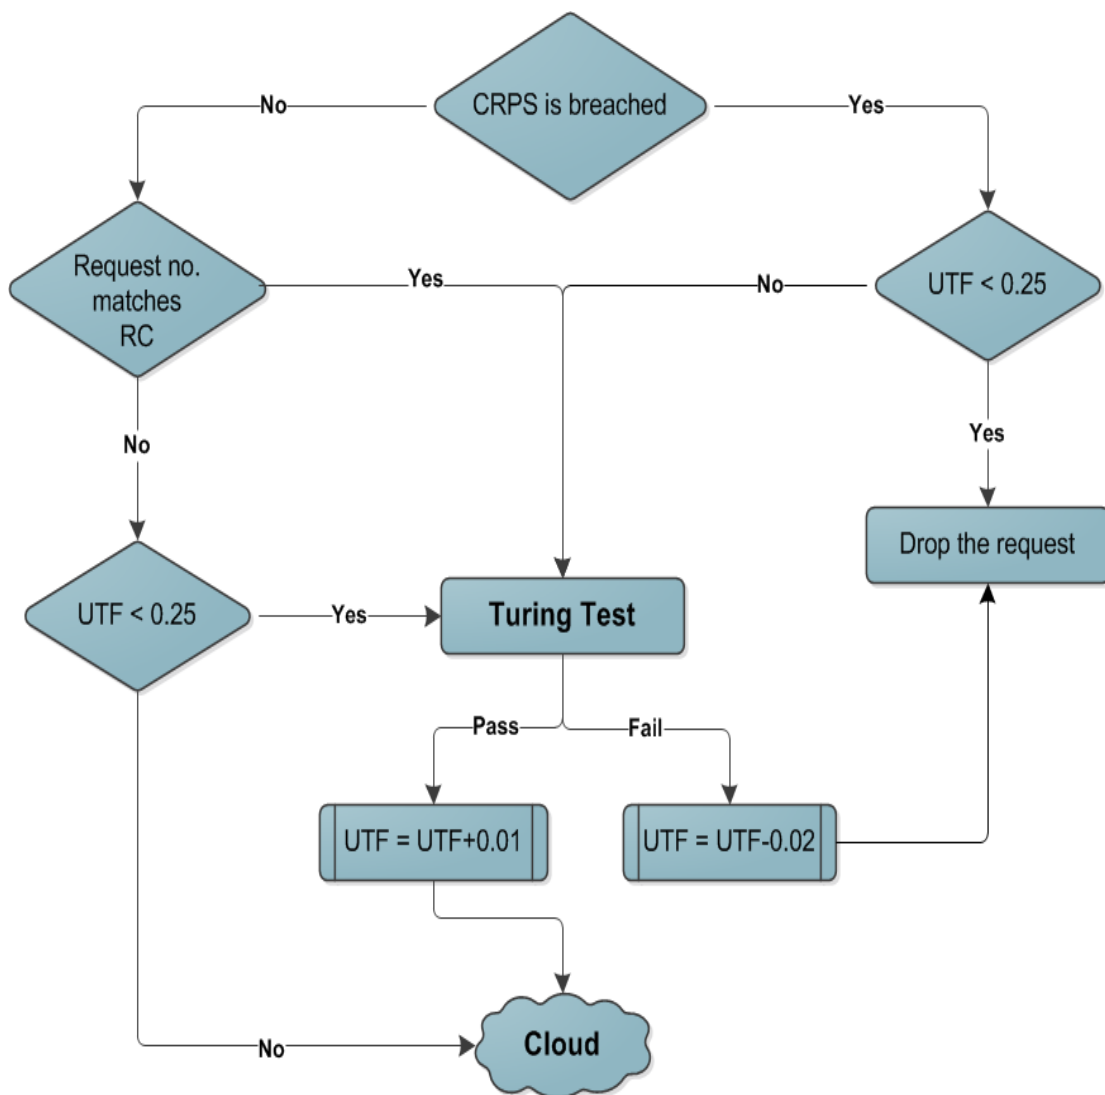 CRPS is breached
No
Yes
Request no.
matches
RC
Yes
No
UTF < 0.25
No
Yes
Drop the request
UTF < 0.25
Yes
Turing Test
Pass
Fail
UTF = UTF+0.01
UTF = UTF-0.02
No
Cloud